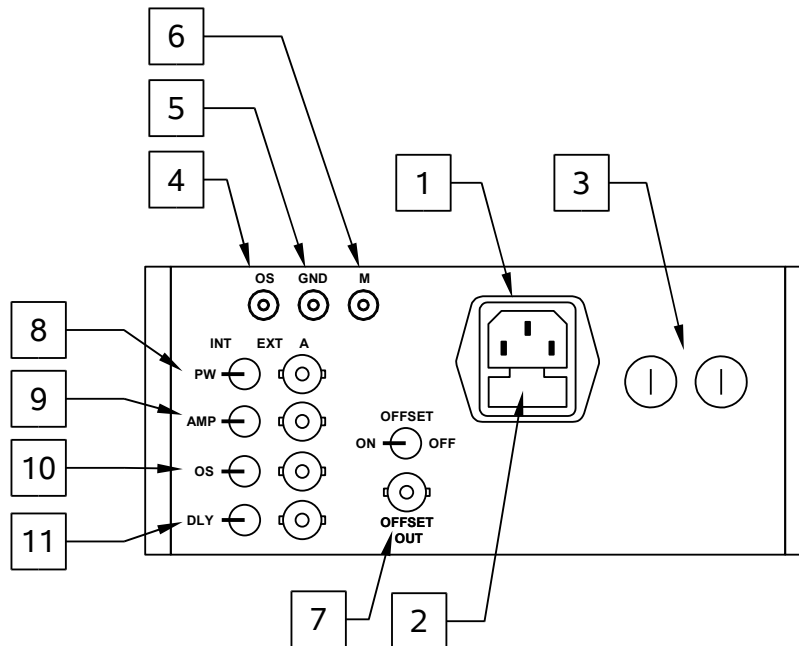 6
5
4
1
3
OS GND M
8
INT EXT A
PW
9
AMP
OFFSET
ON OFF
10
OS
11
DLY
OFFSET
OUT
7
2